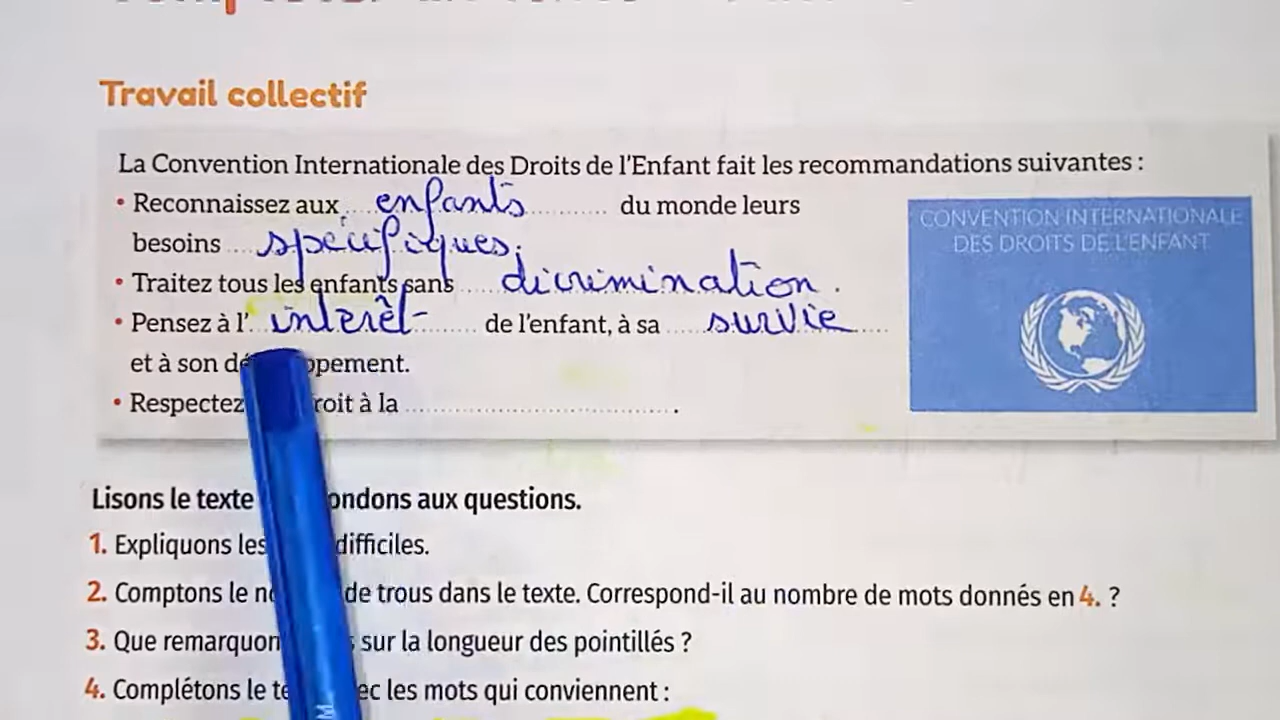 Travail collectif
La Convention Internationale des Droits de l'Enfant fait les recommandations suivantes :
• Reconnaissez aux enfants du monde leurs
besoins spécifiques.
• Traitez tous les enfants sans dicrimination.
• Pensez à l'intérêt de l'enfant, à sa survie
et à son dé ppement.
• Respectez roit à la .
CONVENTION INTERNATIONALE
DES DROITS DE L'ENFANT
Lisons le texte ondons aux questions.
1. Expliquons les difficiles.
2. Comptons le no de trous dans le texte. Correspond-il au nombre de mots donnés en 4. ?
3. Que remarquon s sur la longueur des pointillés ?
4. Complétons le te ec les mots qui conviennent :